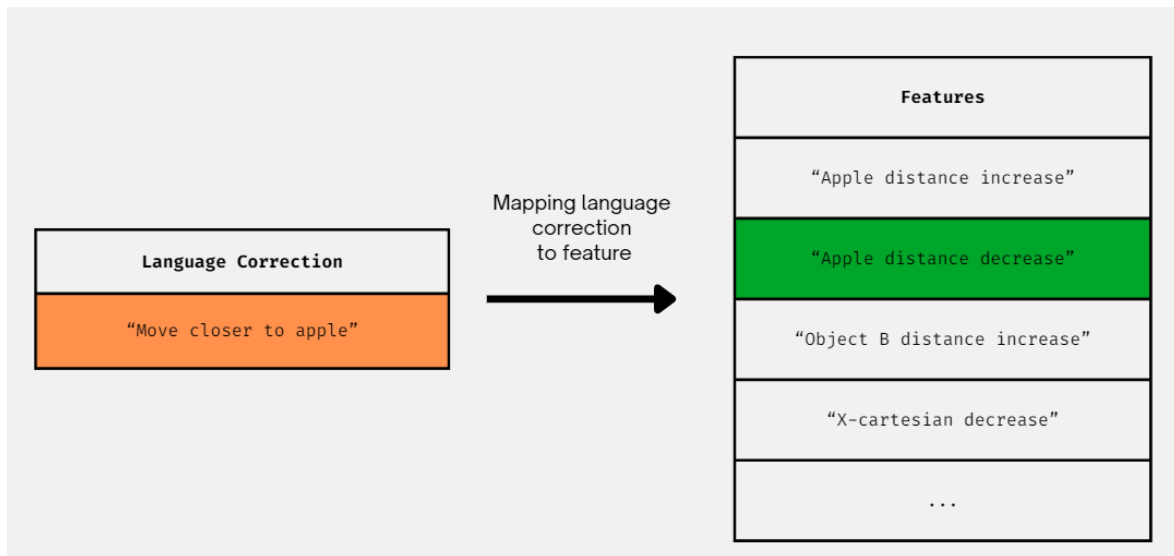 Language Correction
“Move closer to apple”
Mapping language
correction
to feature
Features
“Apple distance increase”
“Apple distance decrease”
“Object B distance increase”
“X-cartesian decrease”
...